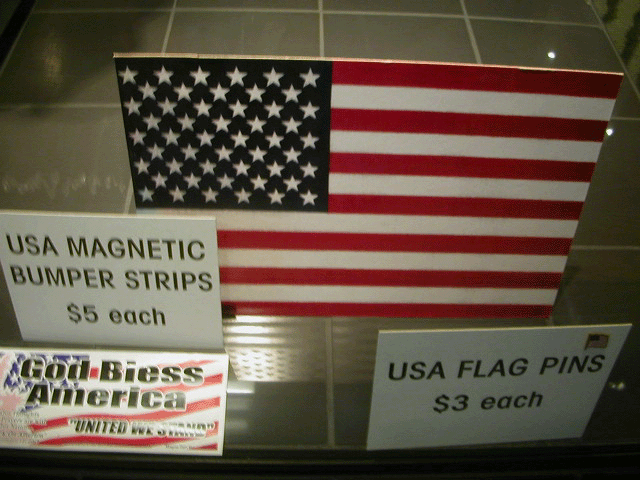 USA MAGNETIC
BUMPER STRIPS
$5 each
God Bless
America
"UNITED WE STAND"
USA FLAG PINS
$3 each